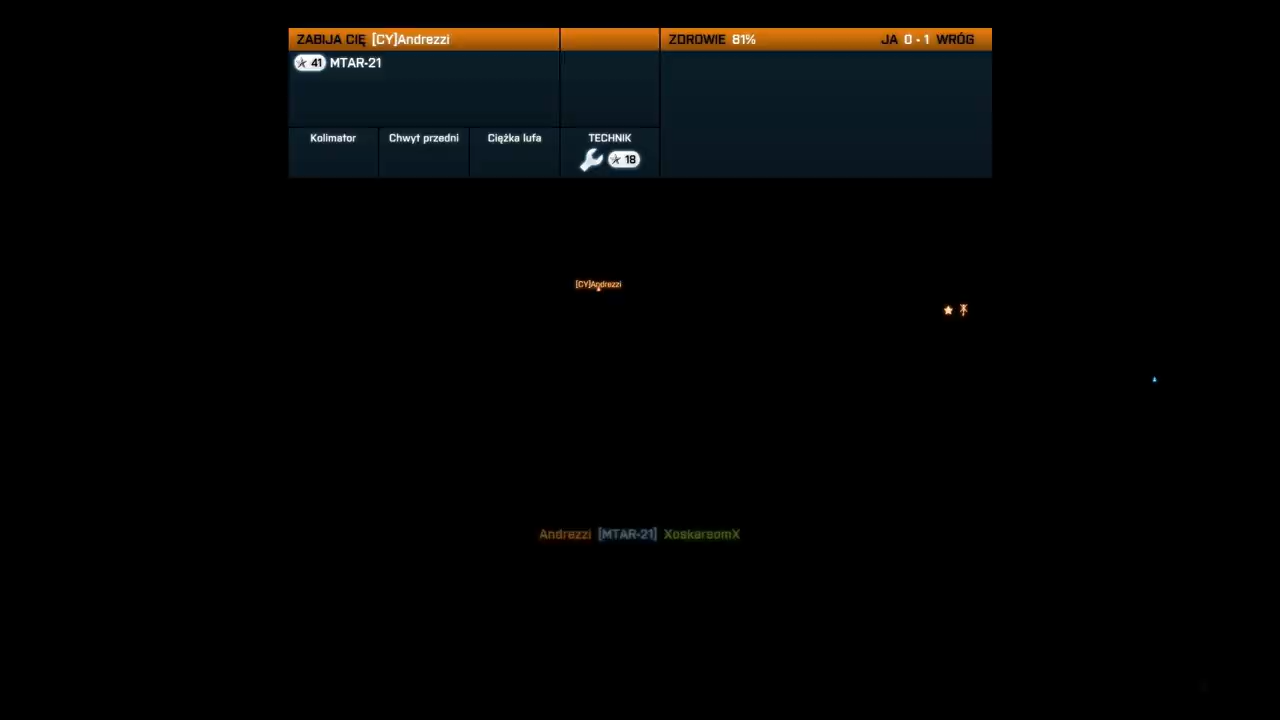 ZABIJA CIĘ [CY]Andrezzi
ZDROWIE 81%
JA 0 - 1 WRÓG
41 MTAR-21
Kolimator
Chwyt przedni
Ciężka lufa
TECHNIK
18
[CY]Andrezzi
Andrezzi [MTAR-21] XoskarsomX